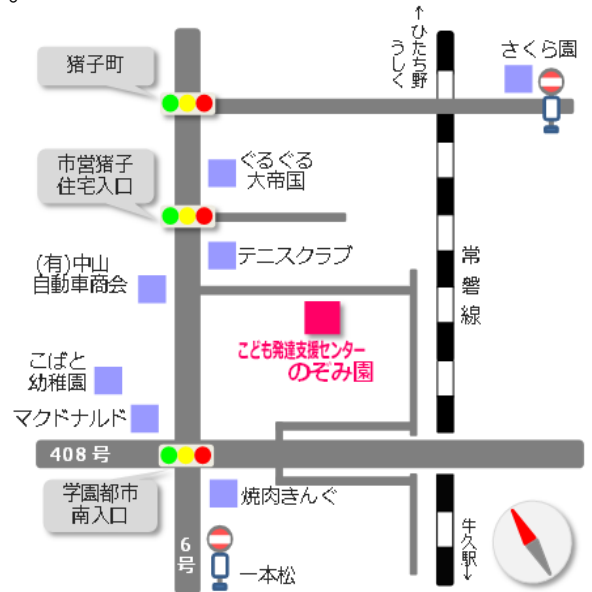 ↑ひたち野
うしく
さくら園
猪子町
市営猪子
住宅入口
ぐるぐる
大帝国
(有)中山
自動車商会
テニスクラブ
常磐線
こども発達支援センター
のぞみ園
こばと
幼稚園
マクドナルド
408号
学園都市
南入口
焼肉きんぐ
6号
一本松
牛久駅↓